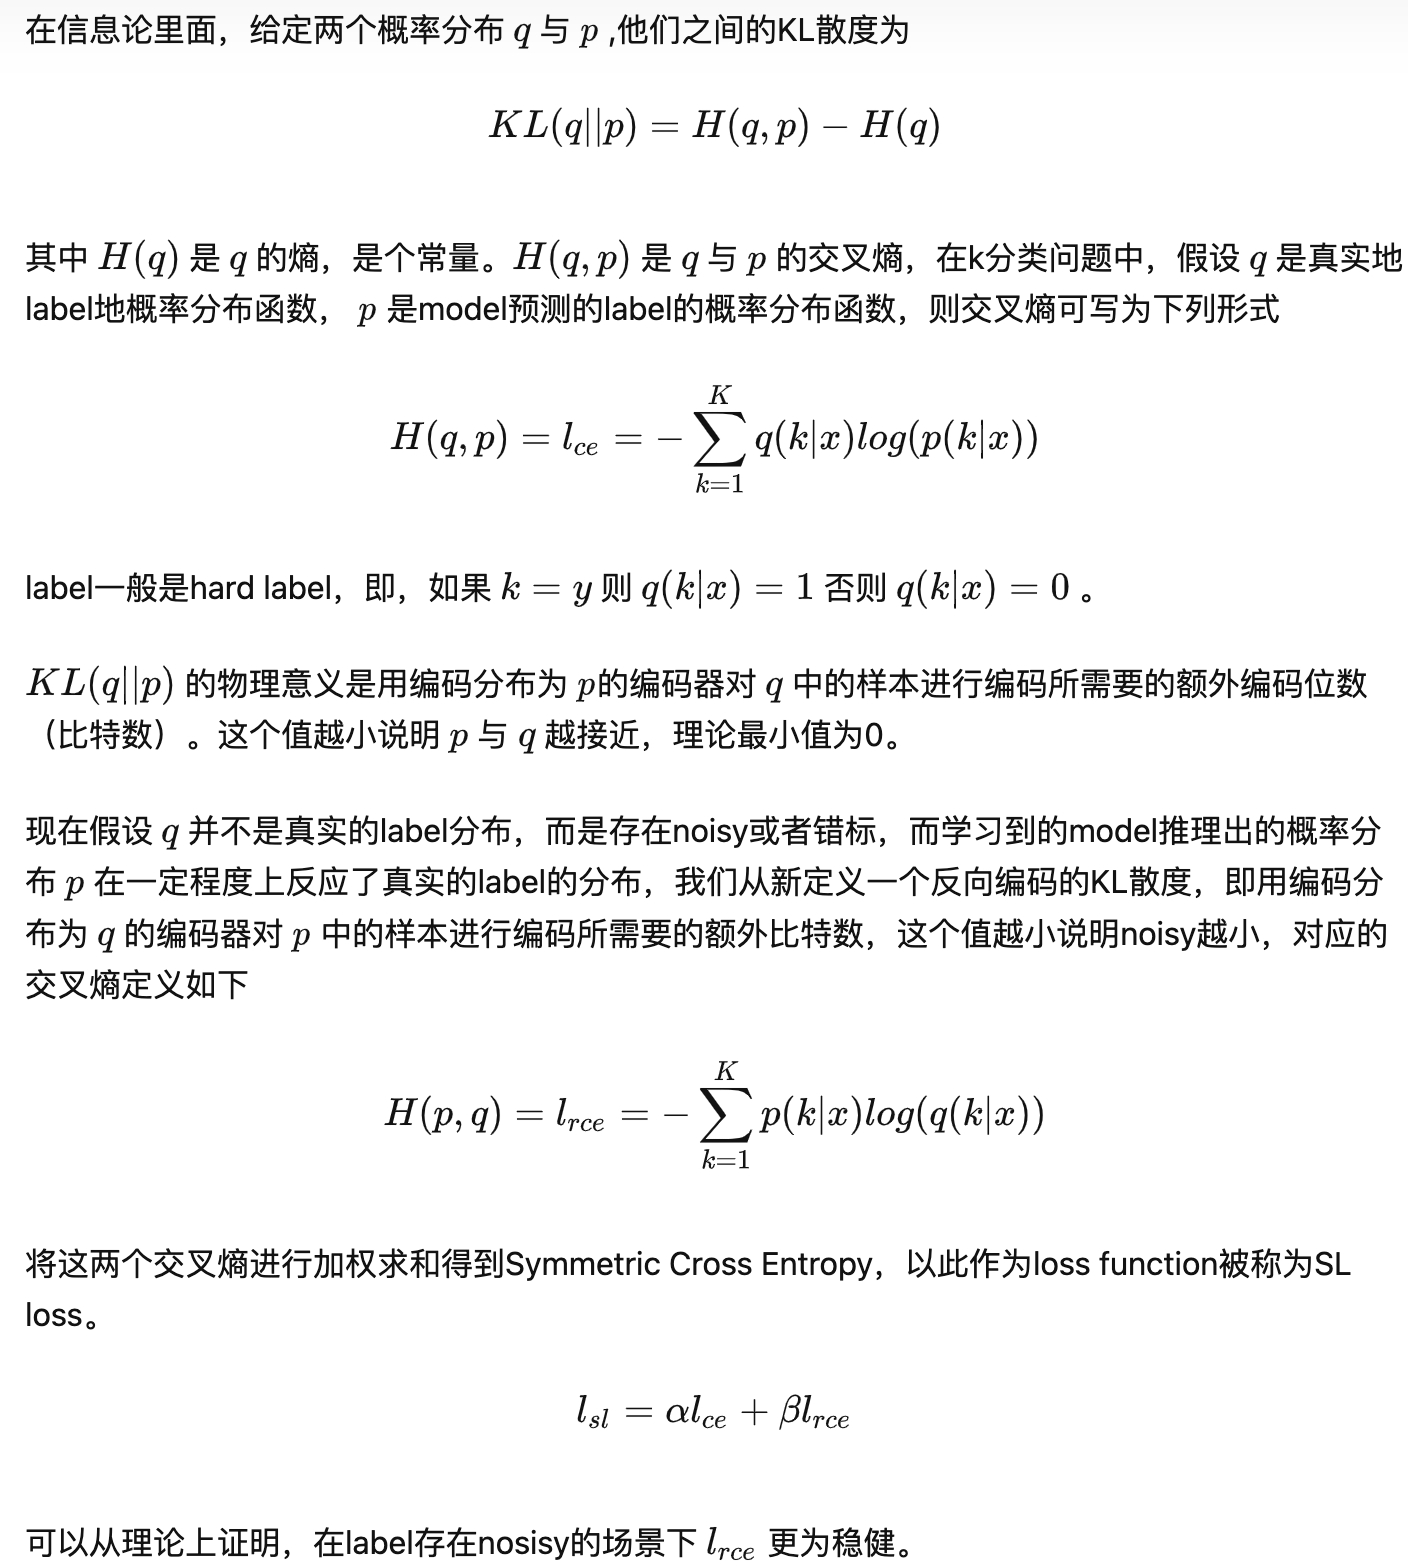 在信息论里面，给定两个概率分布 q 与 p ,他们之间的KL散度为
KL(q||p) = H(q, p) − H(q)
其中 H(q) 是 q 的熵，是个常量。H(q, p) 是 q 与 p 的交叉熵，在k分类问题中，假设 q 是真实地
label地概率分布函数， p 是model预测的label的概率分布函数，则交叉熵可写为下列形式
H(q, p) = l_{ce} = −\sum_{k=1}^{K} q(k|x)log(p(k|x))
label一般是hard label，即，如果 k = y 则 q(k|x) = 1 否则 q(k|x) = 0 。
KL(q||p) 的物理意义是用编码分布为 p的编码器对 q 中的样本进行编码所需要的额外编码位数
（比特数）。这个值越小说明 p 与 q 越接近，理论最小值为0。
现在假设 q 并不是真实的label分布，而是存在noisy或者错标，而学习到的model推理出的概率分
布 p 在一定程度上反应了真实的label的分布，我们从新定义一个反向编码的KL散度，即用编码分
布为 q 的编码器对 p 中的样本进行编码所需要的额外比特数，这个值越小说明noisy越小，对应的
交叉熵定义如下
H(p, q) = l_{rce} = −\sum_{k=1}^{K} p(k|x)log(q(k|x))
将这两个交叉熵进行加权求和得到Symmetric Cross Entropy，以此作为loss function被称为SL
loss。
l_{sl} = αl_{ce} + βl_{rce}
可以从理论上证明，在label存在nosisy的场景下 l_{rce} 更为稳健。